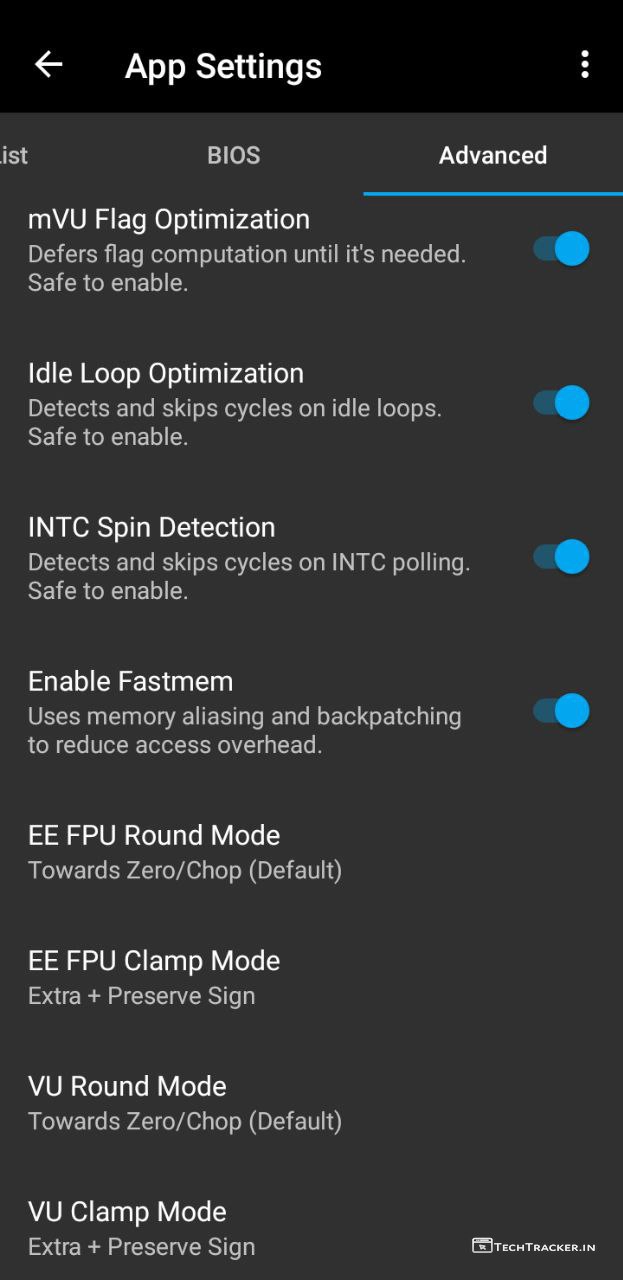 App Settings
ist
BIOS
Advanced
mVU Flag Optimization
Defers flag computation until it's needed.
Safe to enable.
Idle Loop Optimization
Detects and skips cycles on idle loops.
Safe to enable.
INTC Spin Detection
Detects and skips cycles on INTC polling.
Safe to enable.
Enable Fastmem
Uses memory aliasing and backpatching
to reduce access overhead.
EE FPU Round Mode
Towards Zero/Chop (Default)
EE FPU Clamp Mode
Extra + Preserve Sign
VU Round Mode
Towards Zero/Chop (Default)
VU Clamp Mode
Extra + Preserve Sign
TechTracker.in